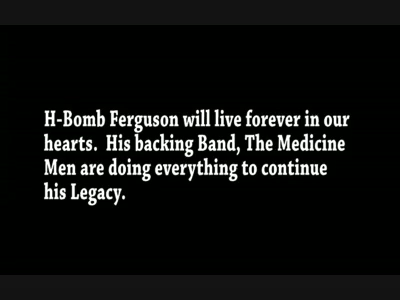 H-Bomb Ferguson will live forever in our
hearts.  His backing Band, The Medicine
Men are doing everything to continue
his Legacy.